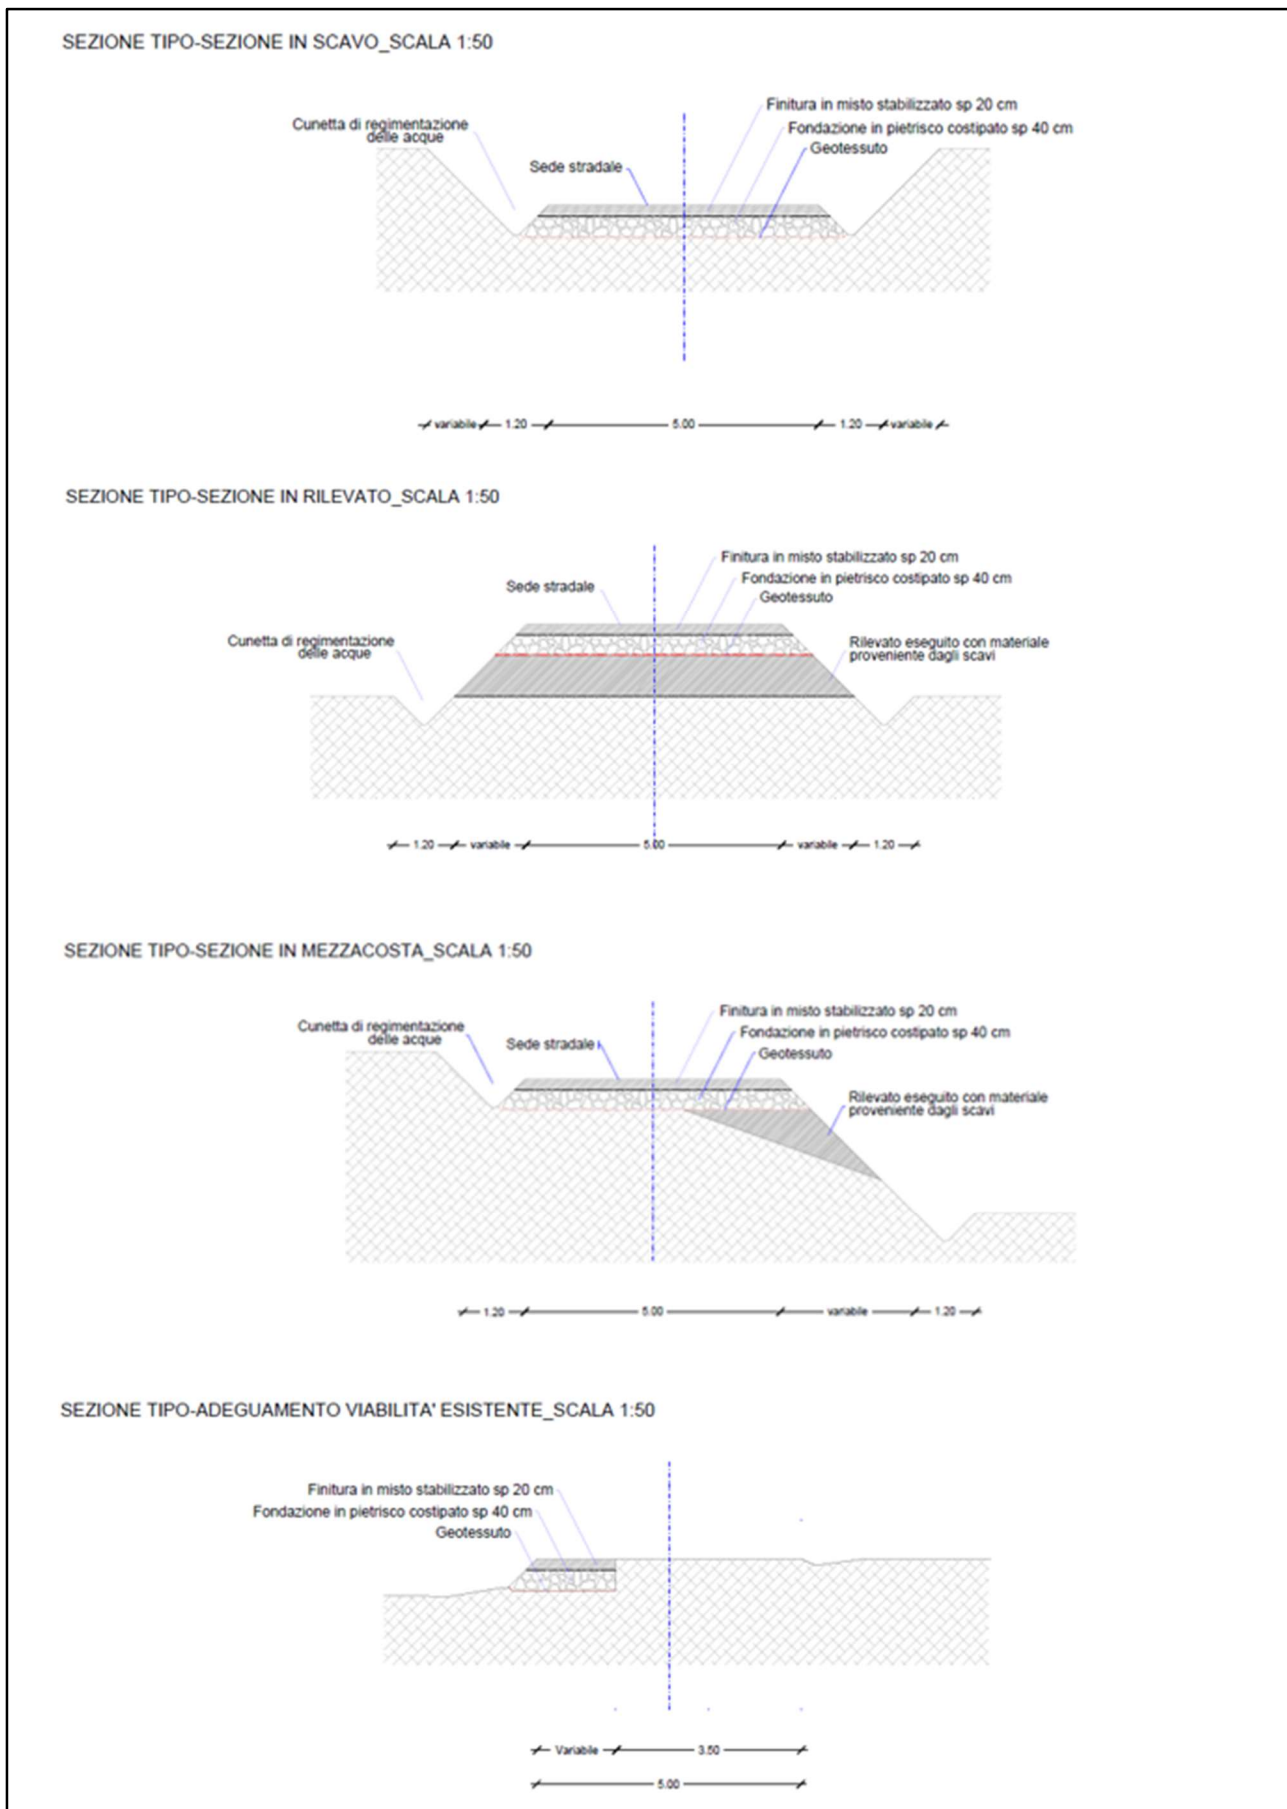 SEZIONE TIPO-SEZIONE IN SCAVO_SCALA 1:50
Finitura in misto stabilizzato sp 20 cm
Cunetta di regimentazione
delle acque
Fondazione in pietrisco costipato sp 40 cm
Geotessuto
Sede stradale
variabile 1.20 5.00 1.20 variabile
SEZIONE TIPO-SEZIONE IN RILEVATO_SCALA 1:50
Finitura in misto stabilizzato sp 20 cm
Fondazione in pietrisco costipato sp 40 cm
Sede stradale
Geotessuto
Cunetta di regimentazione
delle acque
Rilevato eseguito con materiale
proveniente dagli scavi
1.20 variabile 5.00 variabile 1.20
SEZIONE TIPO-SEZIONE IN MEZZACOSTA_SCALA 1:50
Finitura in misto stabilizzato sp 20 cm
Cunetta di regimentazione
delle acque
Fondazione in pietrisco costipato sp 40 cm
Sede stradale
Geotessuto
Rilevato eseguito con materiale
proveniente dagli scavi
1.20 5.00 variabile 1.20
SEZIONE TIPO-ADEGUAMENTO VIABILITA' ESISTENTE_SCALA 1:50
Finitura in misto stabilizzato sp 20 cm
Fondazione in pietrisco costipato sp 40 cm
Geotessuto
Variabile 3.50
5.00